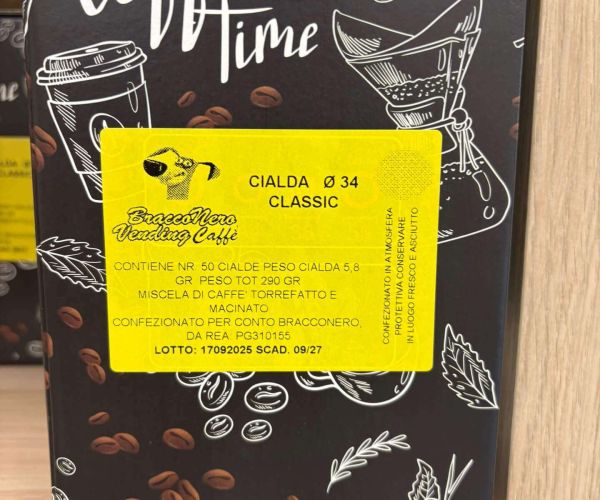 Time
CIALDA Ø 34
CLASSIC
BraccoNero
Vending Caffè
CONTIENE NR. 50 CIALDE PESO CIALDA 5,8
GR PESO TOT 290 GR
MISCELA DI CAFFE' TORREFATTO E
MACINATO
CONFEZIONATO PER CONTO BRACCONERO,
DA REA PG310155
LOTTO: 17092025 SCAD. 09/27
CONFEZIONATO IN ATMOSFERA
PROTETTIVA CONSERVARE
IN LUOGO FRESCO E ASCIUTTO
CLASSIC